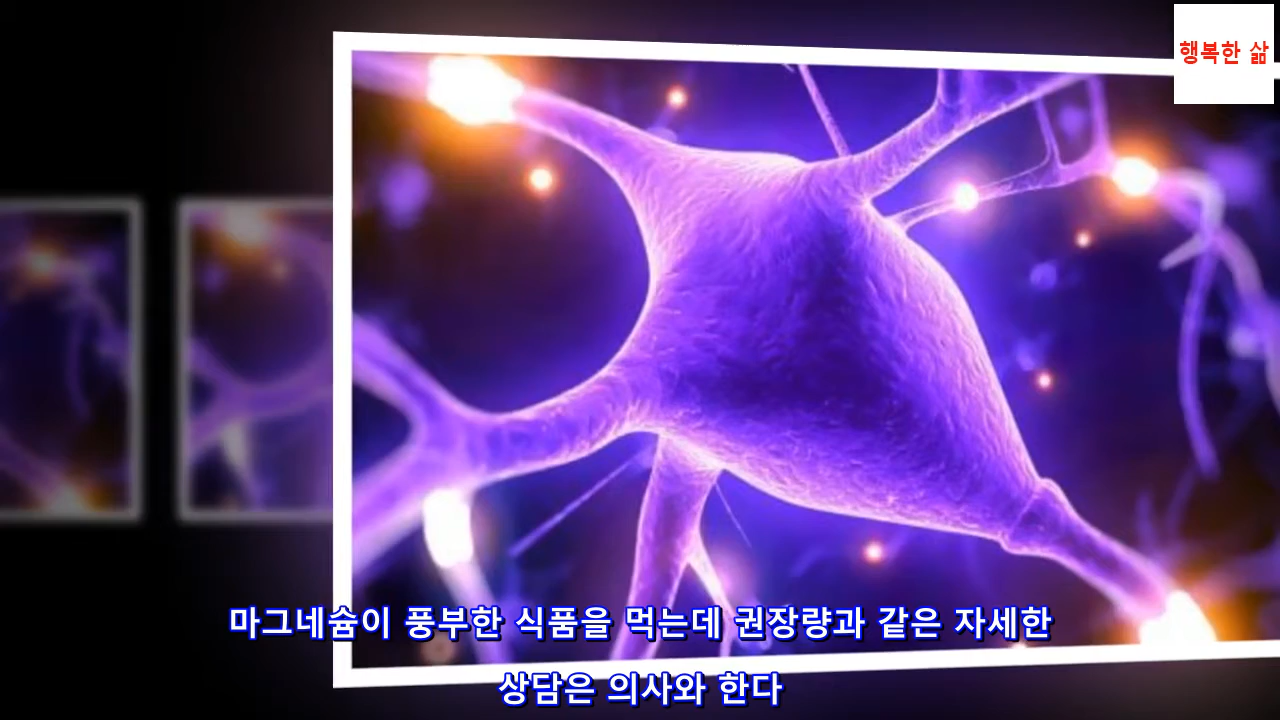 행복한 삶
마그네슘이 풍부한 식품을 먹는데 권장량과 같은 자세한
상담은 의사와 한다